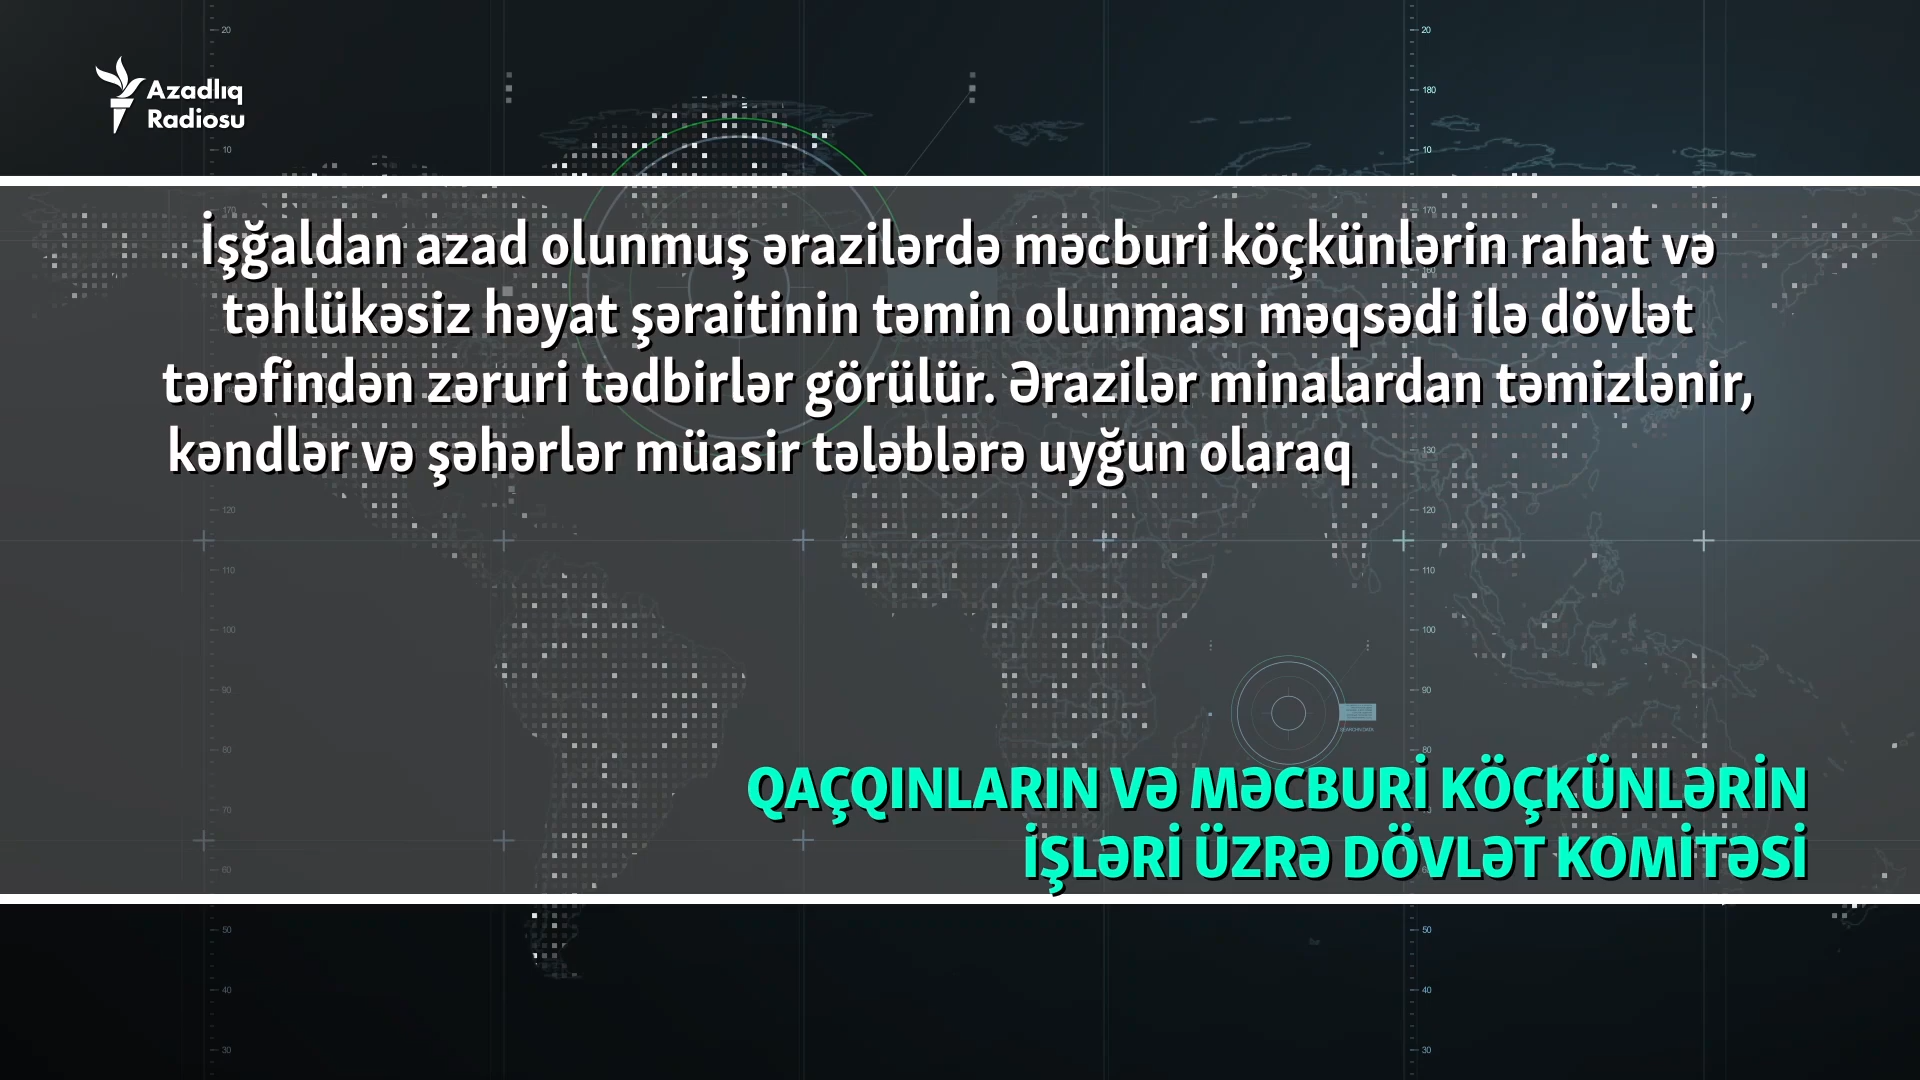 Azadlıq
Radiosu
İşğaldan azad olunmuş ərazilərdə məcburi köçkünlərin rahat və
təhlükəsiz həyat şəraitinin təmin olunması məqsədi ilə dövlət
tərəfindən zəruri tədbirlər görülür. Ərazilər minalardan təmizlənir,
kəndlər və şəhərlər müasir tələblərə uyğun olaraq
QAÇQINLARIN VƏ MƏCBURİ KÖÇKÜNLƏRİN
İŞLƏRİ ÜZRƏ DÖVLƏT KOMİTƏSİ